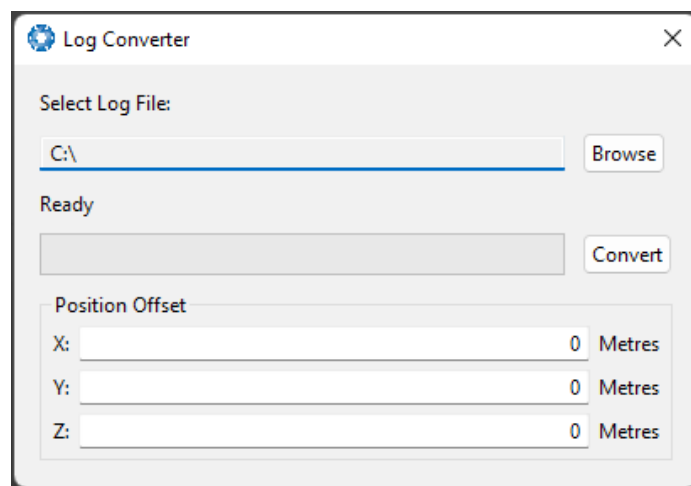 Log Converter
Select Log File:
C:\
Browse
Ready
Convert
Position Offset
X: 0 Metres
Y: 0 Metres
Z: 0 Metres